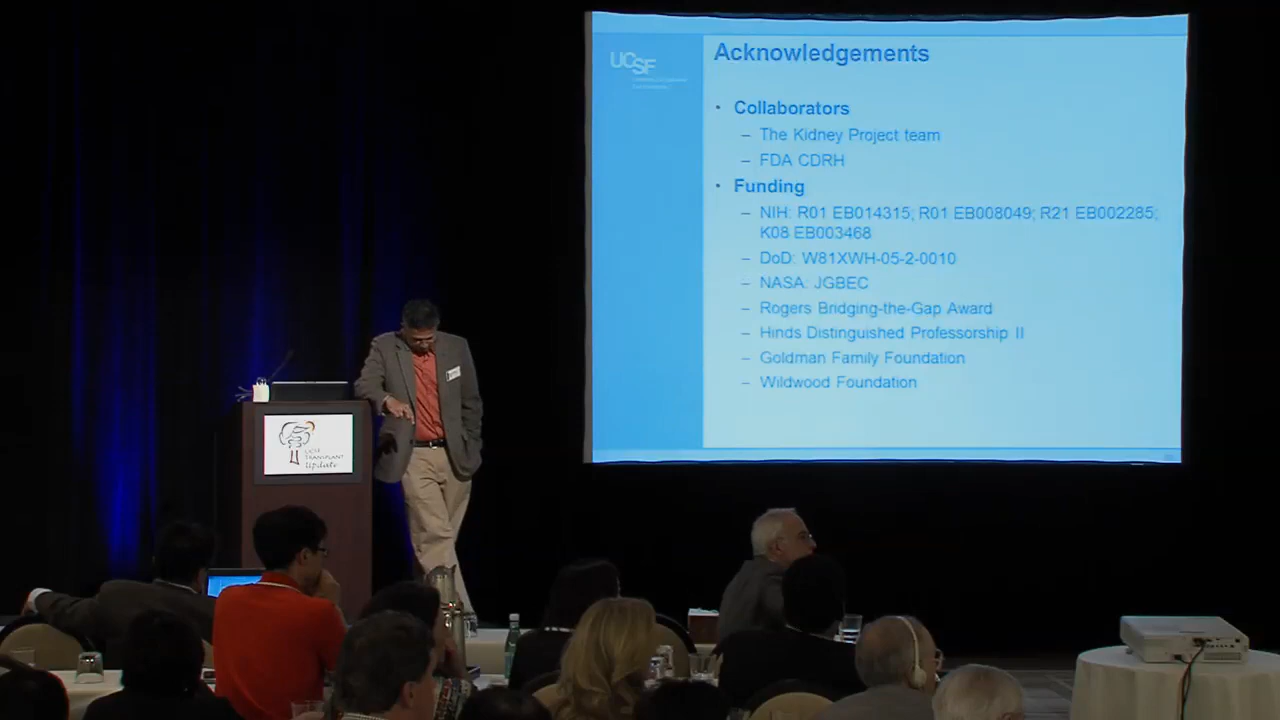 UCSF
Acknowledgements
• Collaborators
– The Kidney Project team
– FDA CDRH
• Funding
– NIH: R01 EB014315; R01 EB008049; R21 EB002285;
K08 EB003468
– DoD: W81XWH-05-2-0010
– NASA: JGBEC
– Rogers Bridging-the-Gap Award
– Hinds Distinguished Professorship II
– Goldman Family Foundation
– Wildwood Foundation
UCSF
TRANSPLANT
Update